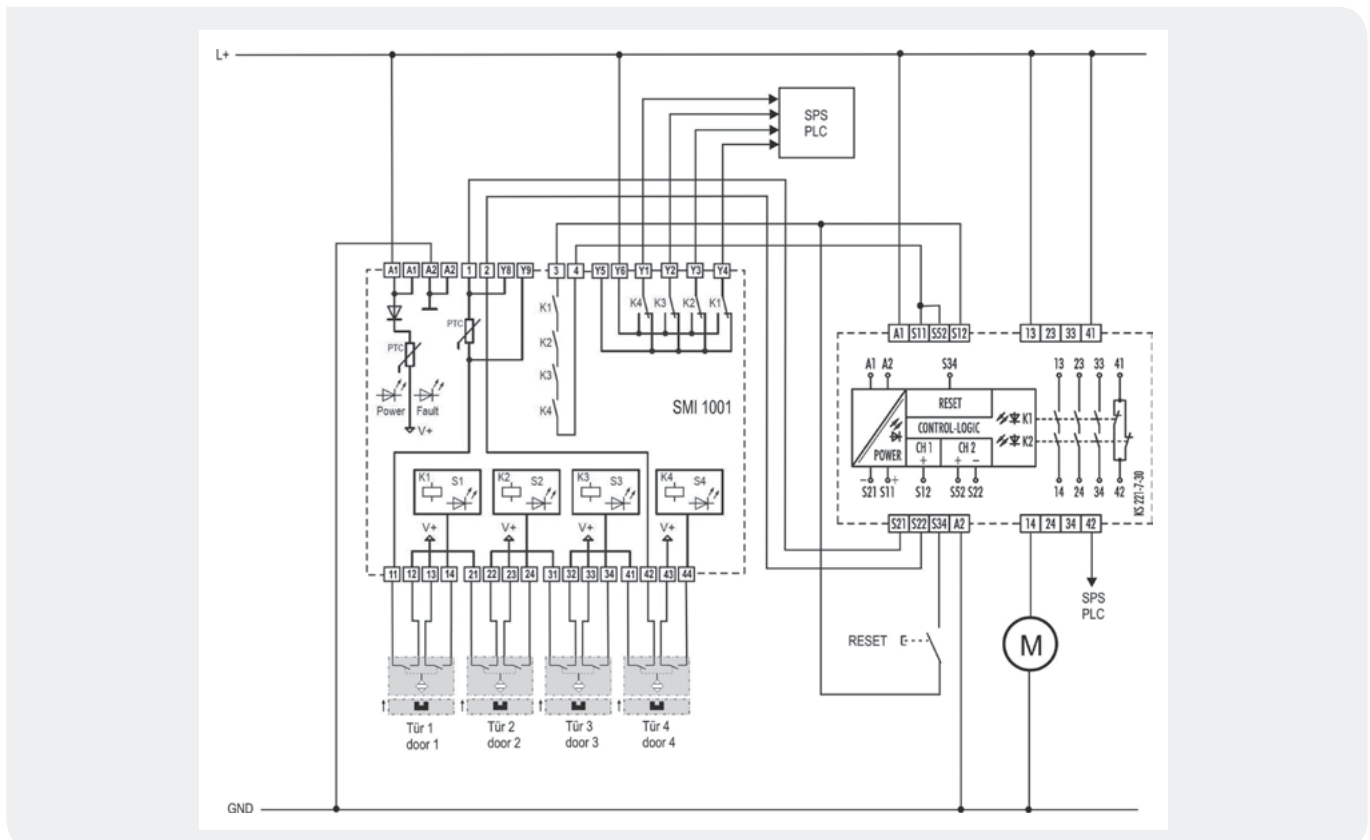 L+
SPS
PLC
A1 A1 A2 A2 1 2 Y8 Y9 3 4 Y5 Y6 Y1 Y2 Y3 Y4
K1
K2
K3
K4
K4 K3 K2 K1
PTC
PTC
Power Fault
V+
SMI 1001
K1 S1 K2 S2 K3 S3 K4 S4
V+ V+ V+ V+
11 12 13 14 21 22 23 24 31 32 33 34 41 42 43 44
Tür 1
door 1
Tür 2
door 2
Tür 3
door 3
Tür 4
door 4
A1 S11 S52 S12 13 23 33 41
A1 A2 S34 13 23 33 41
RESET
CONTROL-LOGIC
POWER
CH 1
+
CH 2
+ −
K1
K2
− +
S21 S11 S12 S52 S22 14 24 34 42
KS 221-7-30
S21 S22 S34 A2 14 24 34 42
SPS
PLC
RESET
M
GND